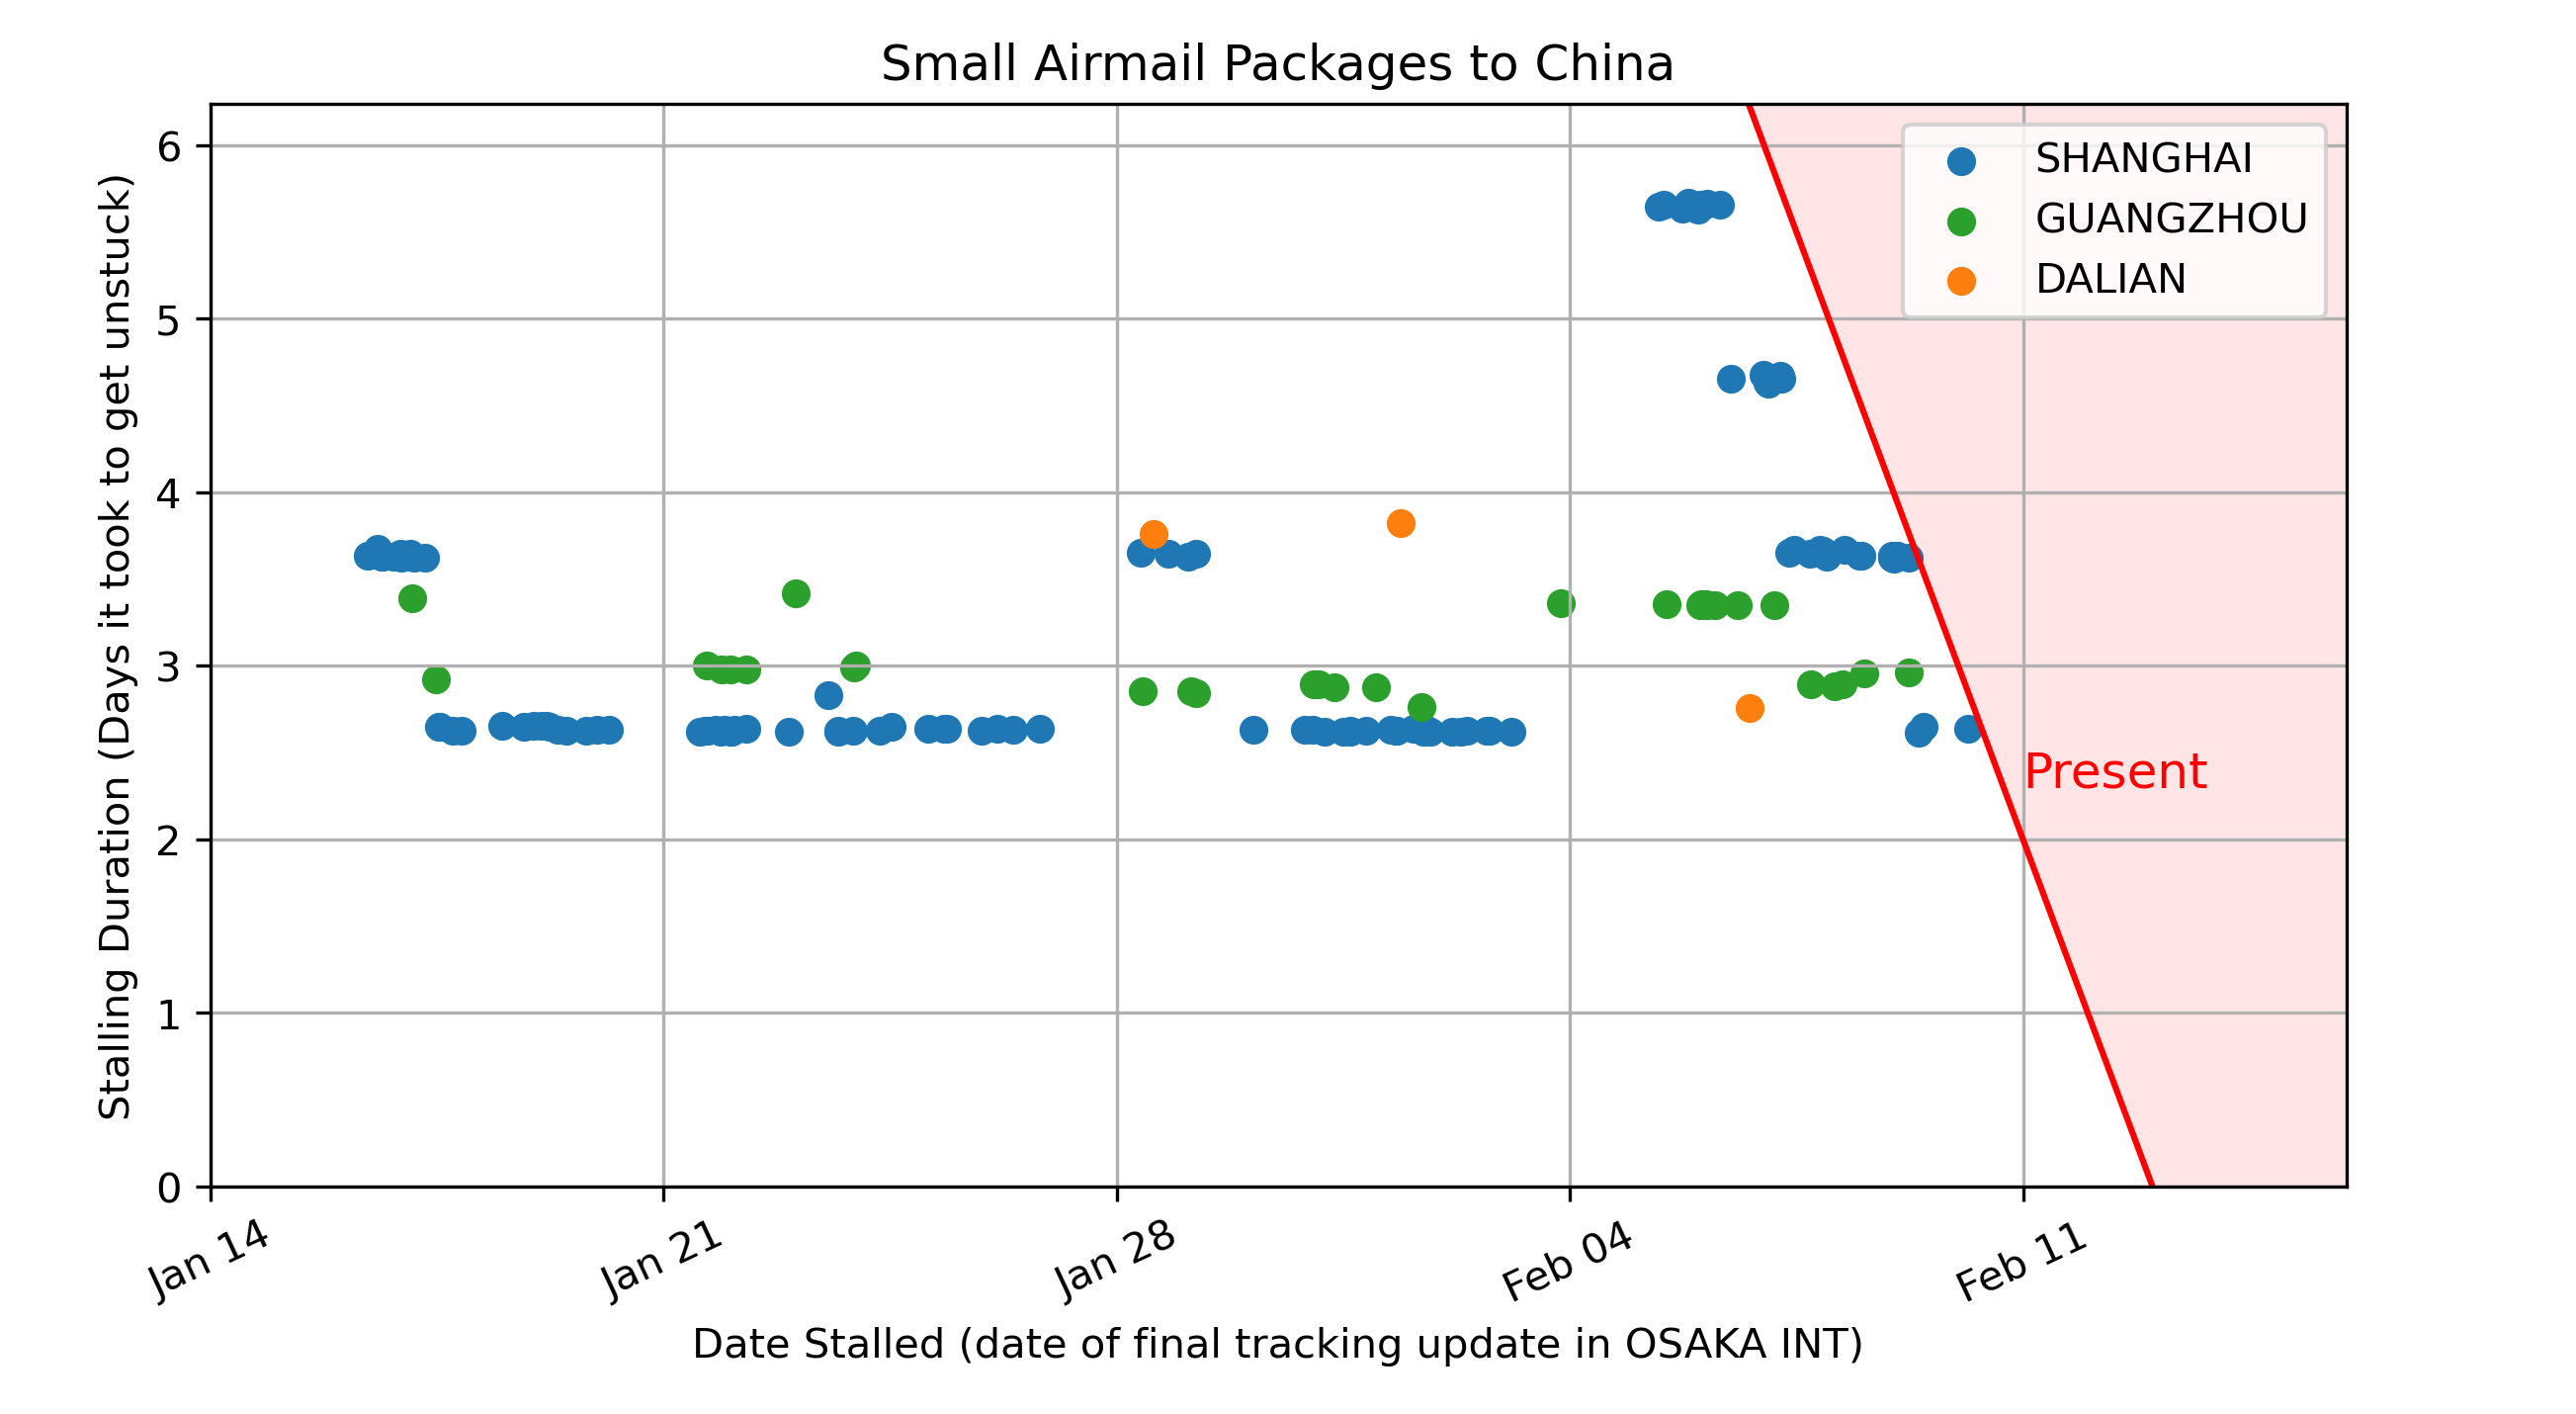 Small Airmail Packages to China
Stalling Duration (Days it took to get unstuck)
6
5
4
3
2
1
0
SHANGHAI
GUANGZHOU
DALIAN
Present
Jan 14
Jan 21
Jan 28
Feb 04
Feb 11
Date Stalled (date of final tracking update in OSAKA INT)